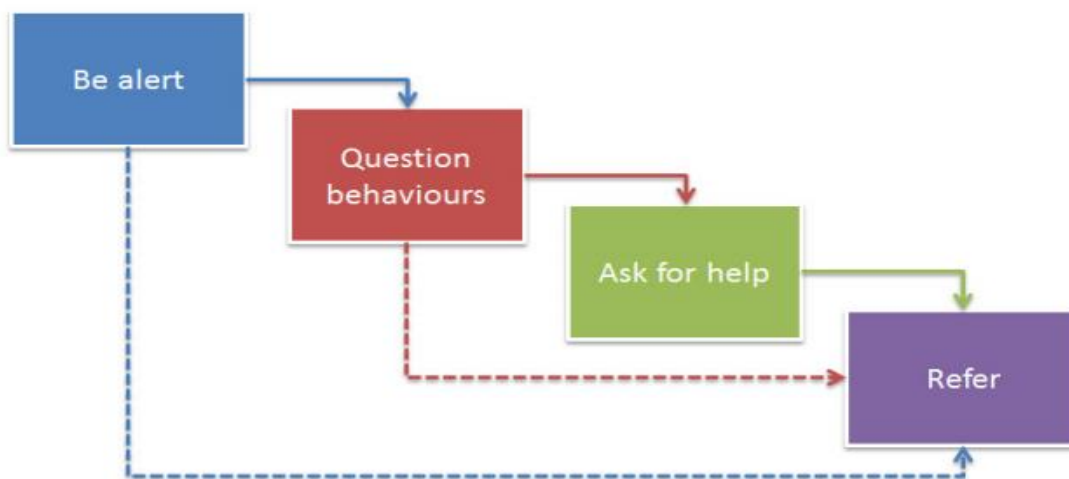 Be alert
Question
behaviours
Ask for help
Refer